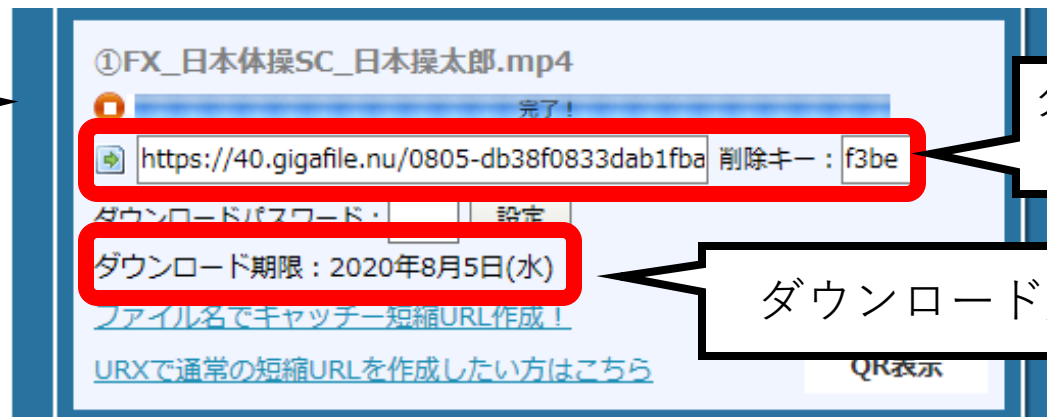 ①FX_日本体操SC_日本操太郎.mp4
完了！
https://40.gigafile.nu/0805-db38f0833dab1fba 削除キー：f3be
ダウンロードパスワード： 設定
ダウンロード期限：2020年8月5日(水)
ダウンロード
ファイル名でキャッチー短縮URL作成！
URXで通常の短縮URLを作成したい方はこちら
QR表示